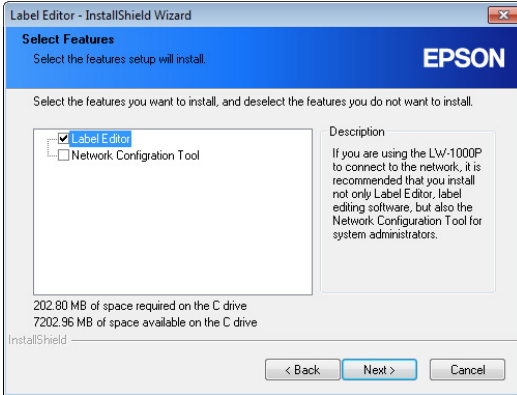 Label Editor - InstallShield Wizard
Select Features
Select the features setup will install.
EPSON
Select the features you want to install, and deselect the features you do not want to install.
Label Editor
Network Configration Tool
Description
If you are using the LW-1000P
to connect to the network, it is
recommended that you install
not only Label Editor, label
editing software, but also the
Network Configuration Tool for
system administrators.
202.80 MB of space required on the C drive
7202.96 MB of space available on the C drive
InstallShield
< Back
Next >
Cancel